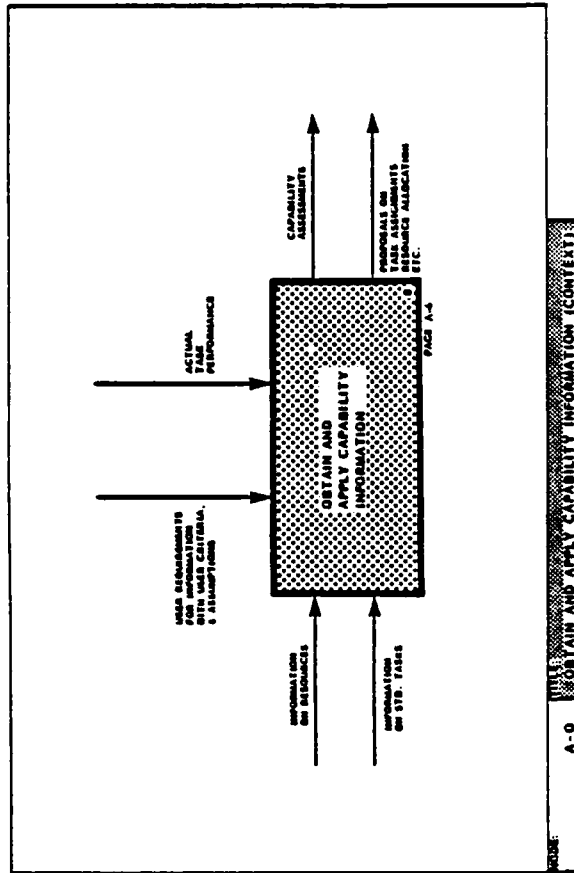 USER REQUIREMENTS
FOR INFORMATION
WITH USER CRITERIA,
& ASSUMPTIONS
ACTUAL
TASK
PERFORMANCE
INFORMATION
ON RESOURCES
INFORMATION
ON STD. TASKS
OBTAIN AND
APPLY CAPABILITY
INFORMATION
0
CAPABILITY
ASSESSMENTS
PROPOSALS ON
TASK ASSIGNMENTS
RESOURCE ALLOCATION
ETC.
PAGE A-6
NODE:
A-0
TITLE:
OBTAIN AND APPLY CAPABILITY INFORMATION (CONTEXT)